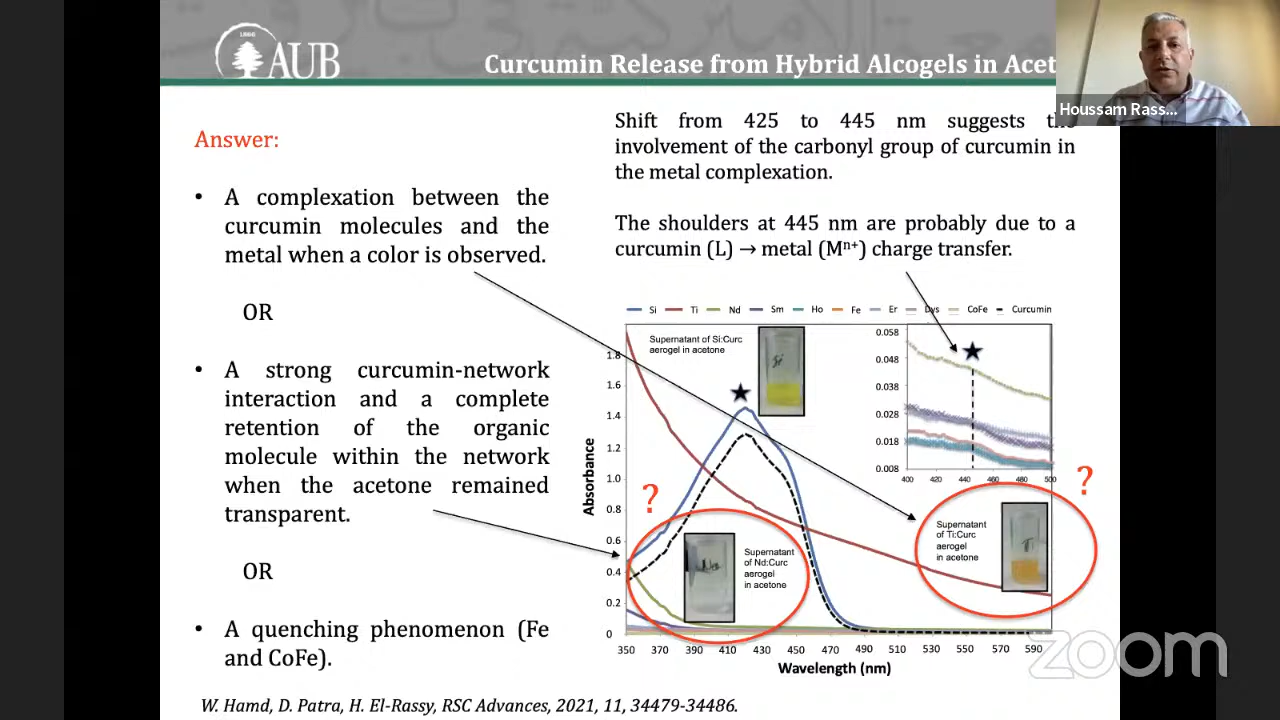 AUB
Curcumin Release from Hybrid Alcogels in Acet
Houssam Rass...
Answer:
• A complexation between the
curcumin molecules and the
metal when a color is observed.
OR
• A strong curcumin-network
interaction and a complete
retention of the organic
molecule within the network
when the acetone remained
transparent.
OR
• A quenching phenomenon (Fe
and CoFe).
Shift from 425 to 445 nm suggests the
involvement of the carbonyl group of curcumin in
the metal complexation.
The shoulders at 445 nm are probably due to a
curcumin (L) → metal (Mⁿ⁺) charge transfer.
Si Ti Nd Sm Ho Fe Er Dys CoFe Curcumin
Supernatant of Si:Curc
aerogel in acetone
★
★
0.058
0.048
0.038
0.028
0.018
0.008
400 420 440 460 480 500
1.8
1.6
1.4
1.2
1.0
0.8
0.6
0.4
0.2
0
Absorbance
?
?
Supernatant
of Nd:Curc
aerogel
in acetone
Supernatant
of Ti:Curc
aerogel
in acetone
350 370 390 410 430 450 470 490 510 530 550 570 590
Wavelength (nm)
zoom
W. Hamd, D. Patra, H. El-Rassy, RSC Advances, 2021, 11, 34479-34486.